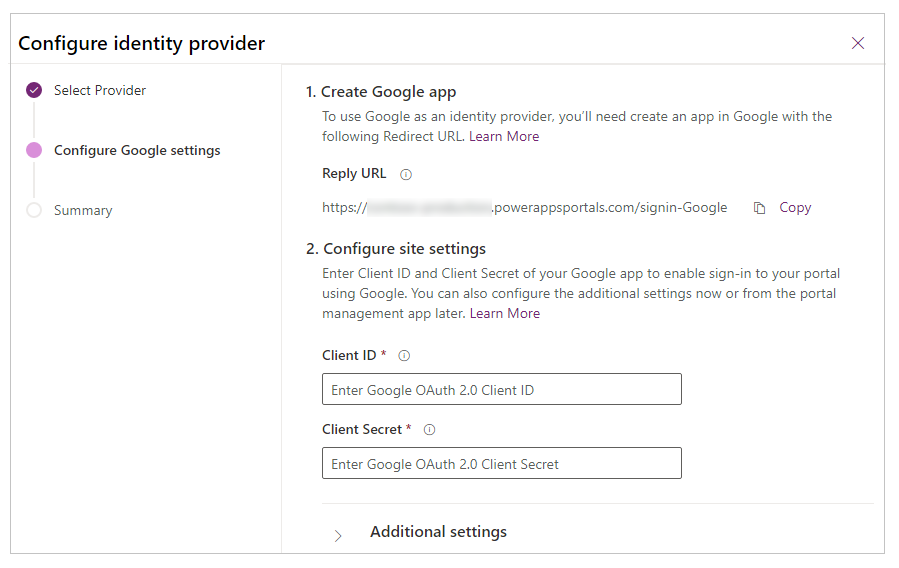 Configure identity provider
Select Provider
Configure Google settings
Summary
1. Create Google app
To use Google as an identity provider, you'll need create an app in Google with the
following Redirect URL. Learn More
Reply URL
https:// .powerappsportals.com/signin-Google Copy
2. Configure site settings
Enter Client ID and Client Secret of your Google app to enable sign-in to your portal
using Google. You can also configure the additional settings now or from the portal
management app later. Learn More
Client ID *
Enter Google OAuth 2.0 Client ID
Client Secret *
Enter Google OAuth 2.0 Client Secret
Additional settings